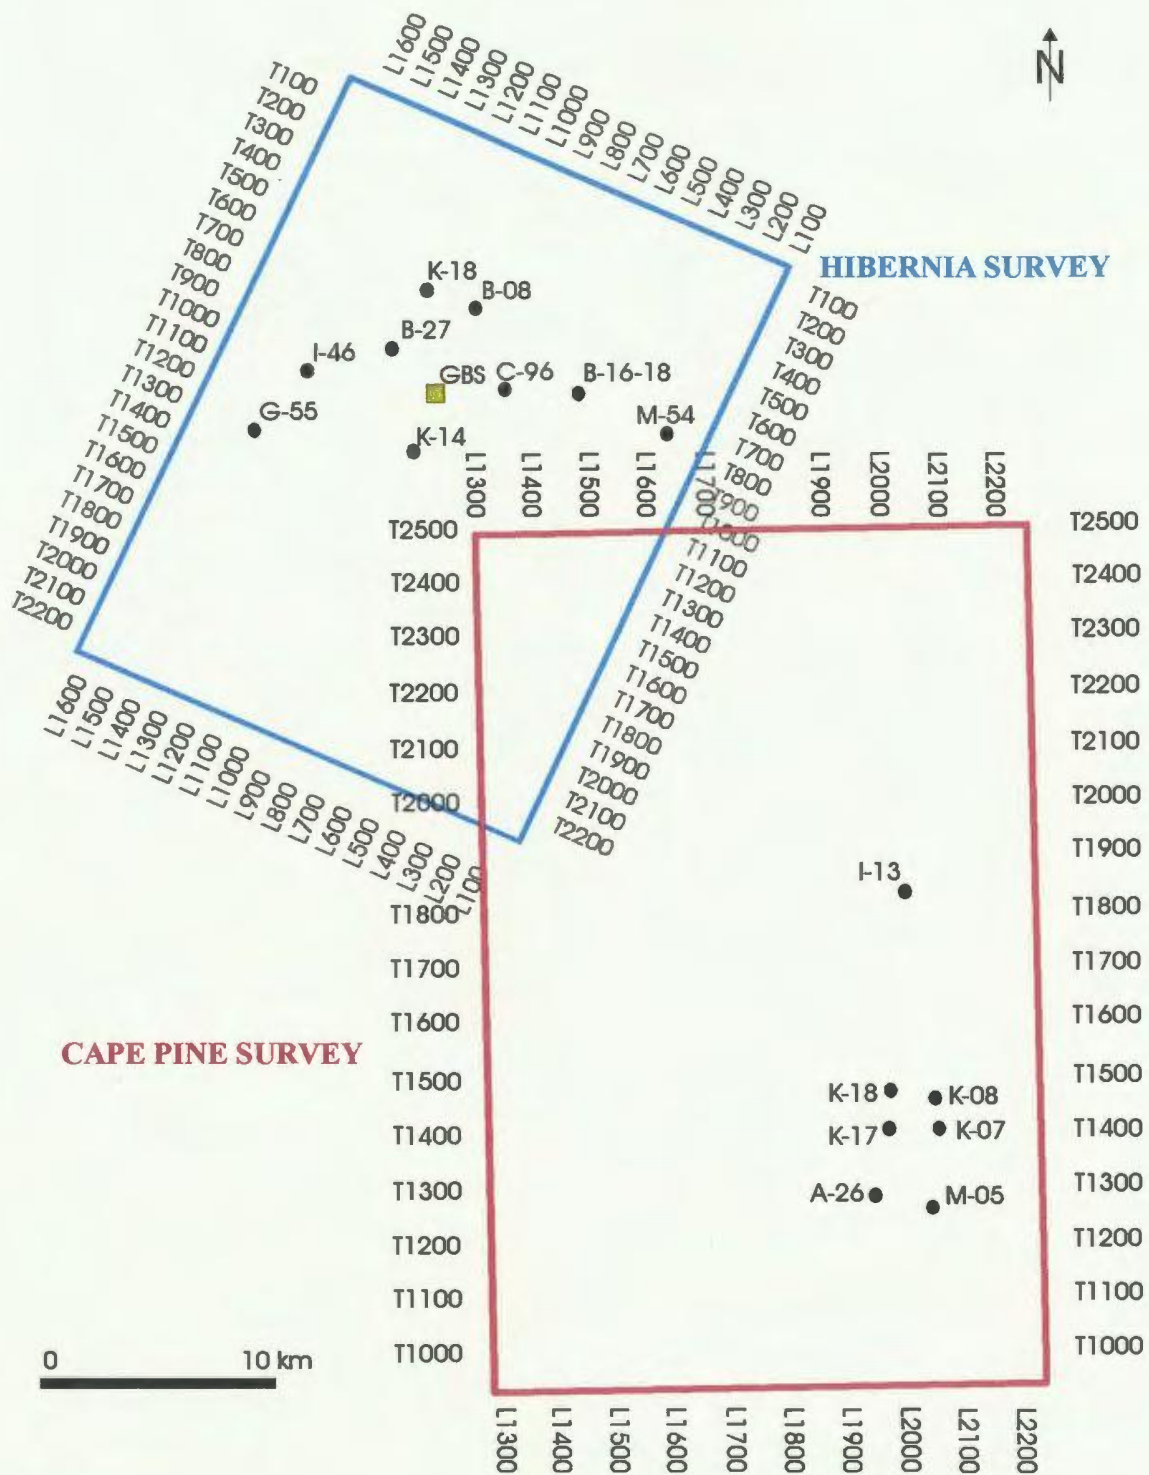 L1600
L1500
L1400
L1300
L1200
L1100
L1000
L900
L800
L700
L600
L500
L400
L300
L200
L100
N
T100
T200
T300
T400
T500
T600
T700
T800
T900
T1000
T1100
T1200
T1300
T1400
T1500
T1600
T1700
T1800
T1900
T2000
T2100
T2200
HIBERNIA SURVEY
K-18
B-08
B-27
I-46
GBS
C-96
B-16-18
G-55
M-54
K-14
T100
T200
T300
T400
T500
T600
T700
T800
T900
T1000
T1100
T1200
T1300
T1400
T1500
T1600
T1700
T1800
T1900
T2000
T2100
T2200
L1600
L1500
L1400
L1300
L1200
L1100
L1000
L900
L800
L700
L600
L500
L400
L300
L200
L100
L1300
L1400
L1500
L1600
L1700
L1900
L2000
L2100
L2200
T2500
T2400
T2300
T2200
T2100
T2000
T1800
T1700
T1600
T1500
T1400
T1300
T1200
T1100
T1000
T2500
T2400
T2300
T2200
T2100
T2000
T1900
T1800
T1700
T1600
T1500
T1400
T1300
T1200
T1100
T1000
I-13
CAPE PINE SURVEY
K-18
K-08
K-17
K-07
A-26
M-05
0
10 km
L1300
L1400
L1500
L1600
L1700
L1800
L1900
L2000
L2100
L2200